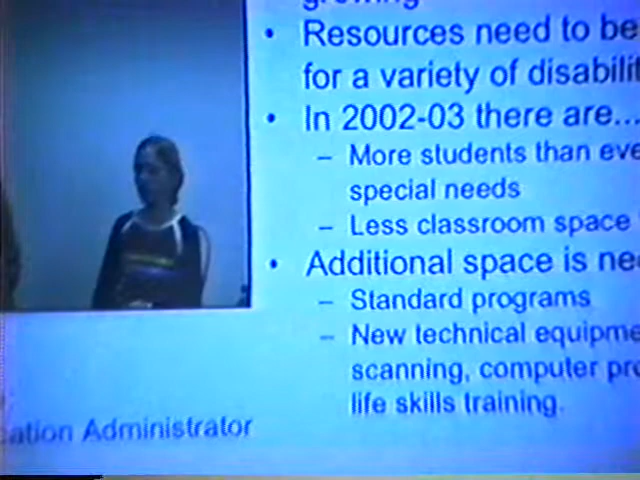 growing
• Resources need to be
for a variety of disabilit
• In 2002-03 there are...
– More students than eve
special needs
– Less classroom space
• Additional space is ne
– Standard programs
– New technical equipme
scanning, computer pro
life skills training.
ation Administrator